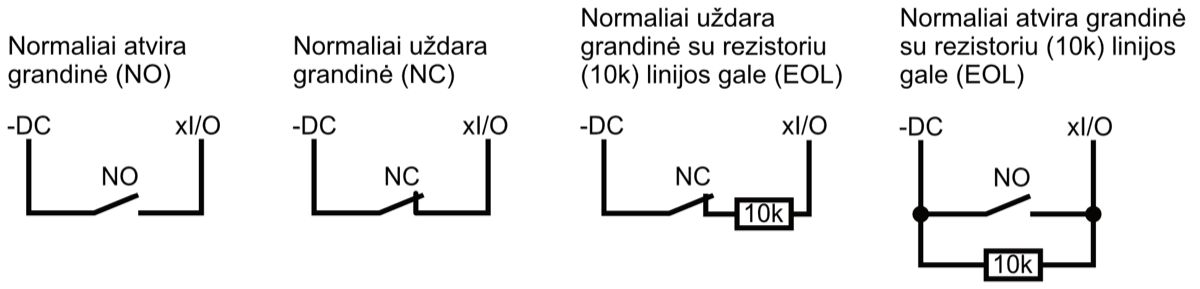 Normaliai atvira
grandinė (NO)
-DC
xI/O
NO
Normaliai uždara
grandinė (NC)
-DC
xI/O
NC
Normaliai uždara
grandinė su rezistoriu
(10k) linijos gale (EOL)
-DC
xI/O
NC
10k
Normaliai atvira grandinė
su rezistoriu (10k) linijos
gale (EOL)
-DC
xI/O
NO
10k